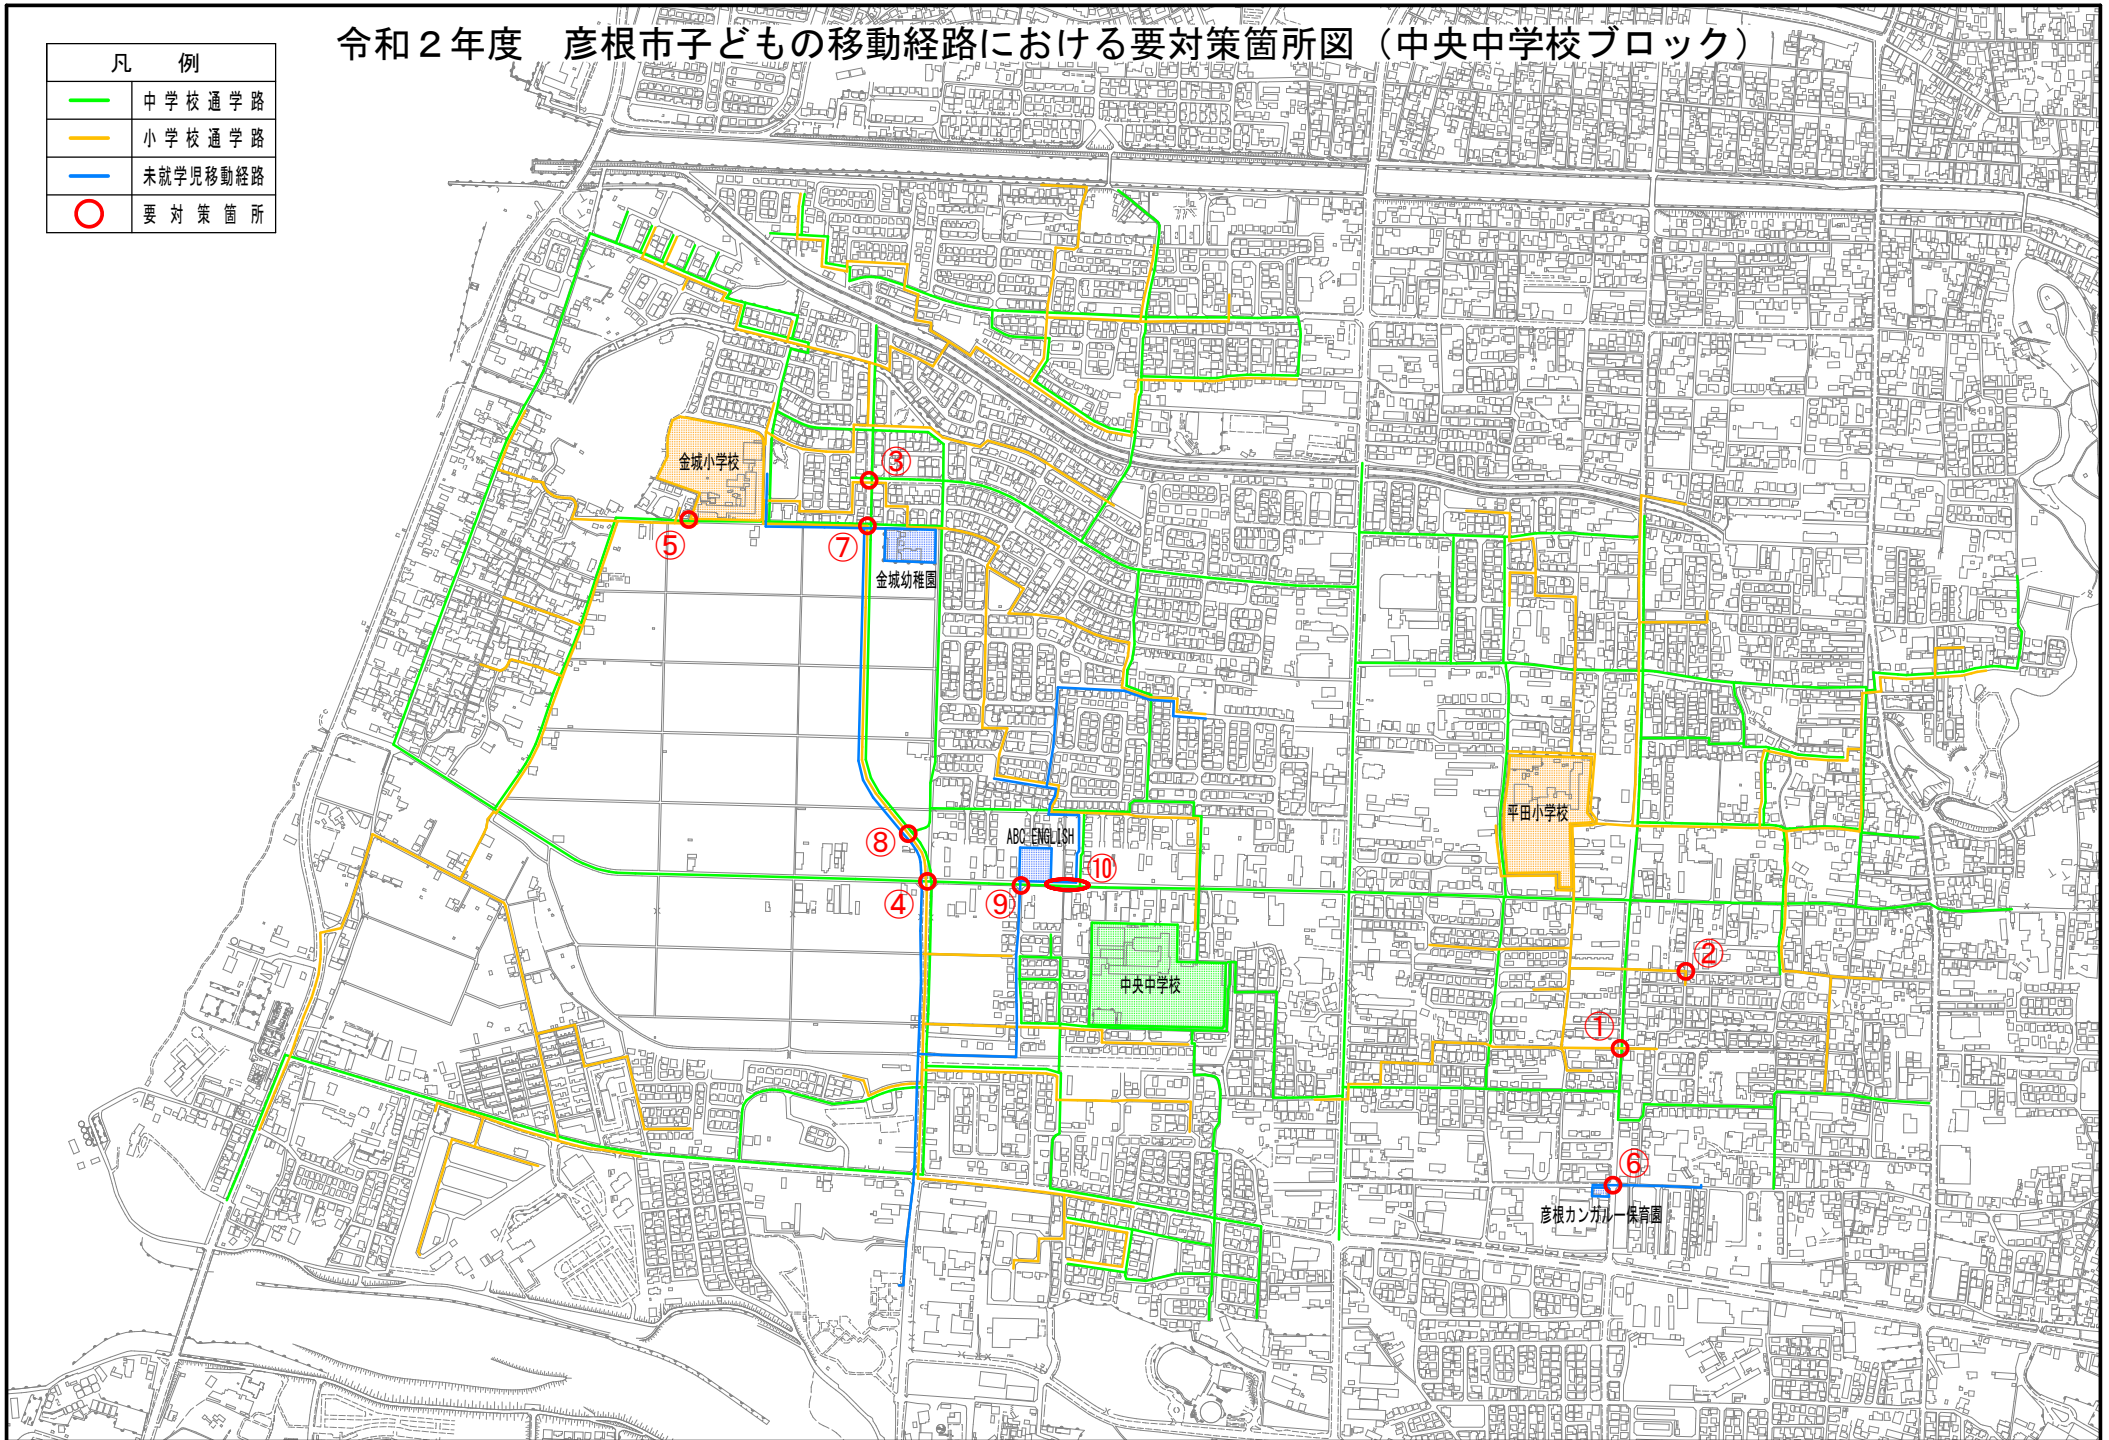 令和２年度　彦根市子どもの移動経路における要対策箇所図（中央中学校ブロック）
凡　例
中学校通学路
小学校通学路
未就学児移動経路
要対策箇所
金城小学校
③
⑤
⑦
金城幼稚園
平田小学校
⑧
ABC ENGLISH
⑩
④
⑨
②
中央中学校
①
⑥
彦根カンガルー保育園